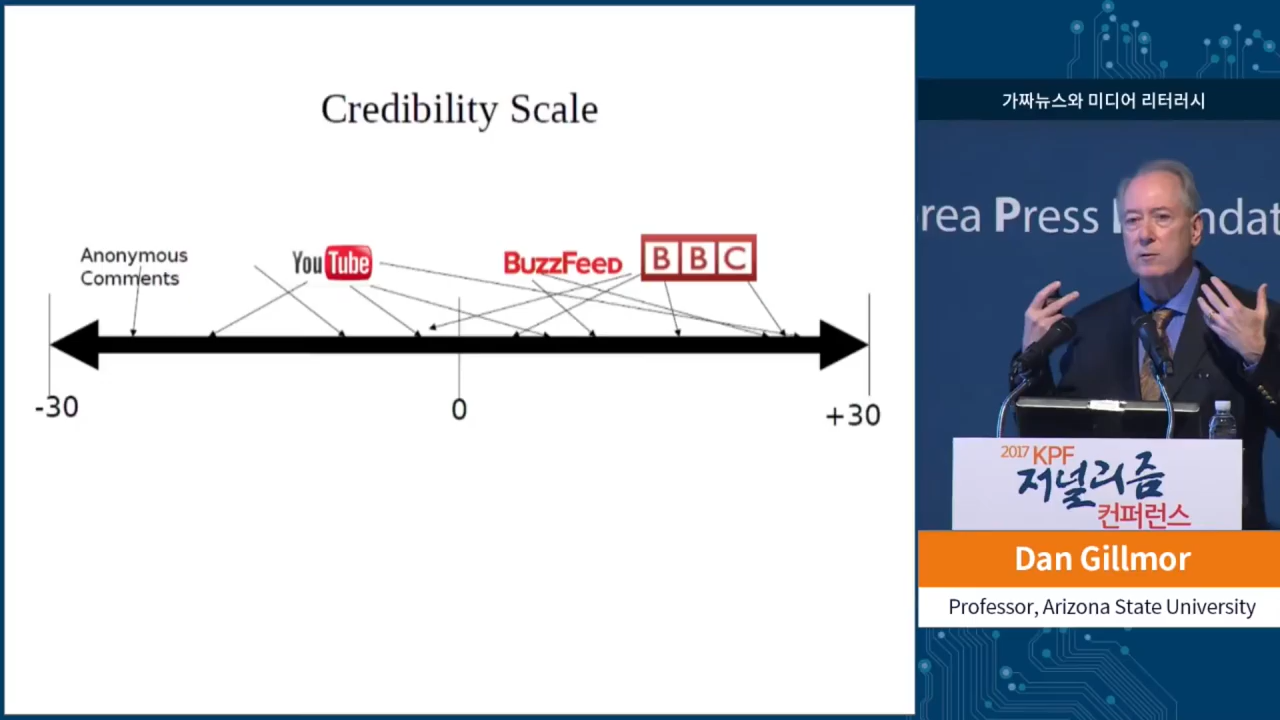 Credibility Scale
Anonymous
Comments
YouTube
BUZZFEED
BBC
-30
0
+30
가짜뉴스와 미디어 리터러시
rea Press Foundat
2017 KPF
저널리즘
컨퍼런스
Dan Gillmor
Professor, Arizona State University